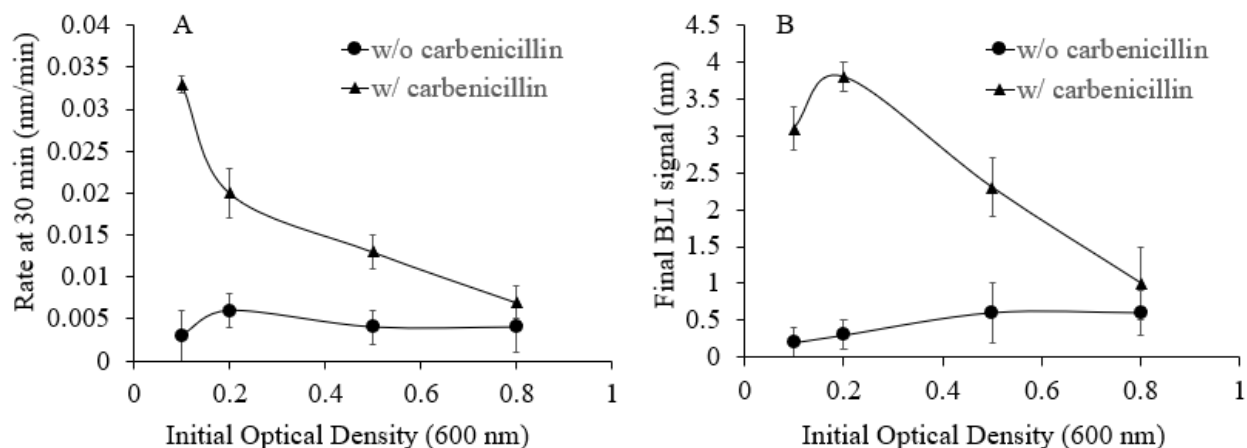 A
w/o carbenicillin
w/ carbenicillin
Rate at 30 min (nm/min)
0.04
0.035
0.03
0.025
0.02
0.015
0.01
0.005
0
0 0.2 0.4 0.6 0.8 1
Initial Optical Density (600 nm)
B
w/o carbenicillin
w/ carbenicillin
Final BLI signal (nm)
4.5
4
3.5
3
2.5
2
1.5
1
0.5
0
0 0.2 0.4 0.6 0.8 1
Initial Optical Density (600 nm)